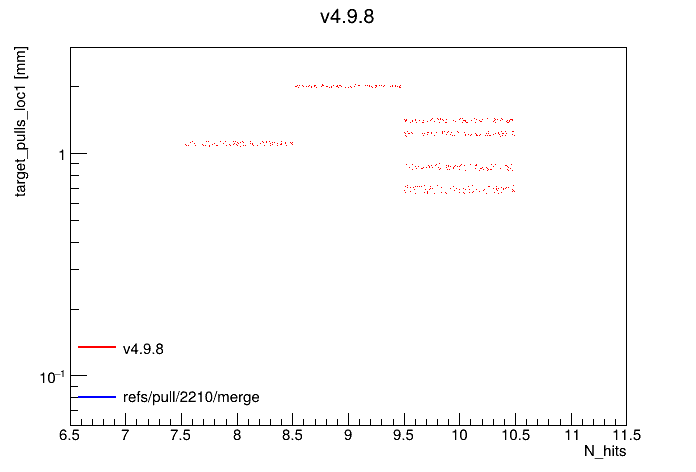 v4.9.8
target_pulls_loc1 [mm]
1
10⁻¹
v4.9.8
refs/pull/2210/merge
6.5 7 7.5 8 8.5 9 9.5 10 10.5 11 11.5
N_hits